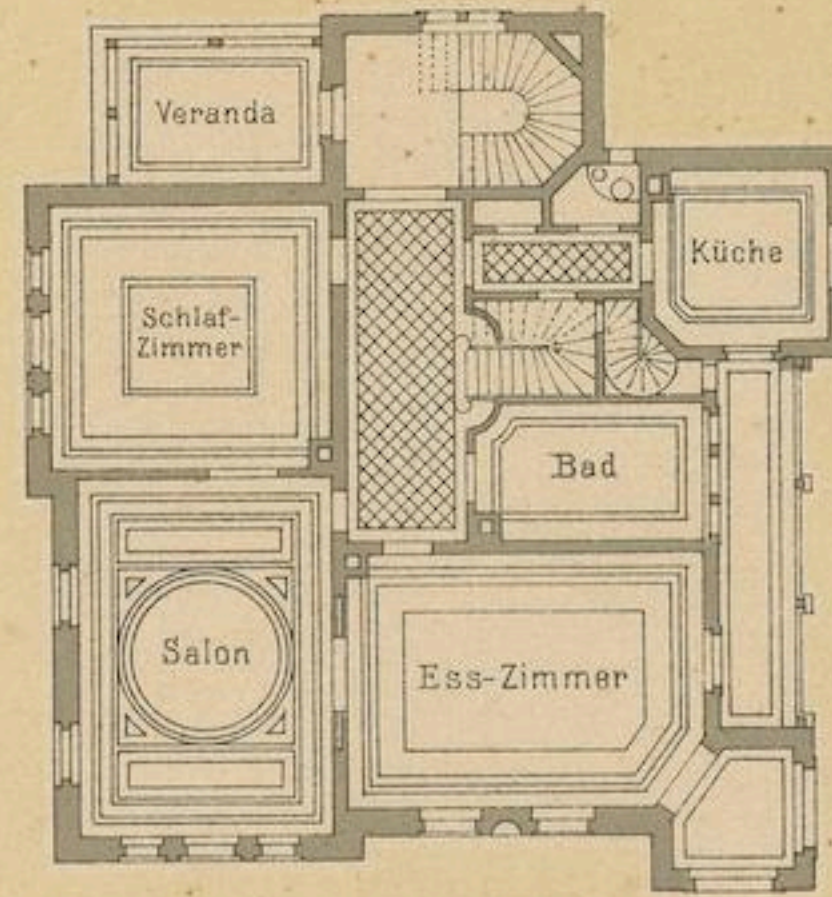 Veranda
Küche
Schlaf-
Zimmer
Bad
Salon
Ess-Zimmer